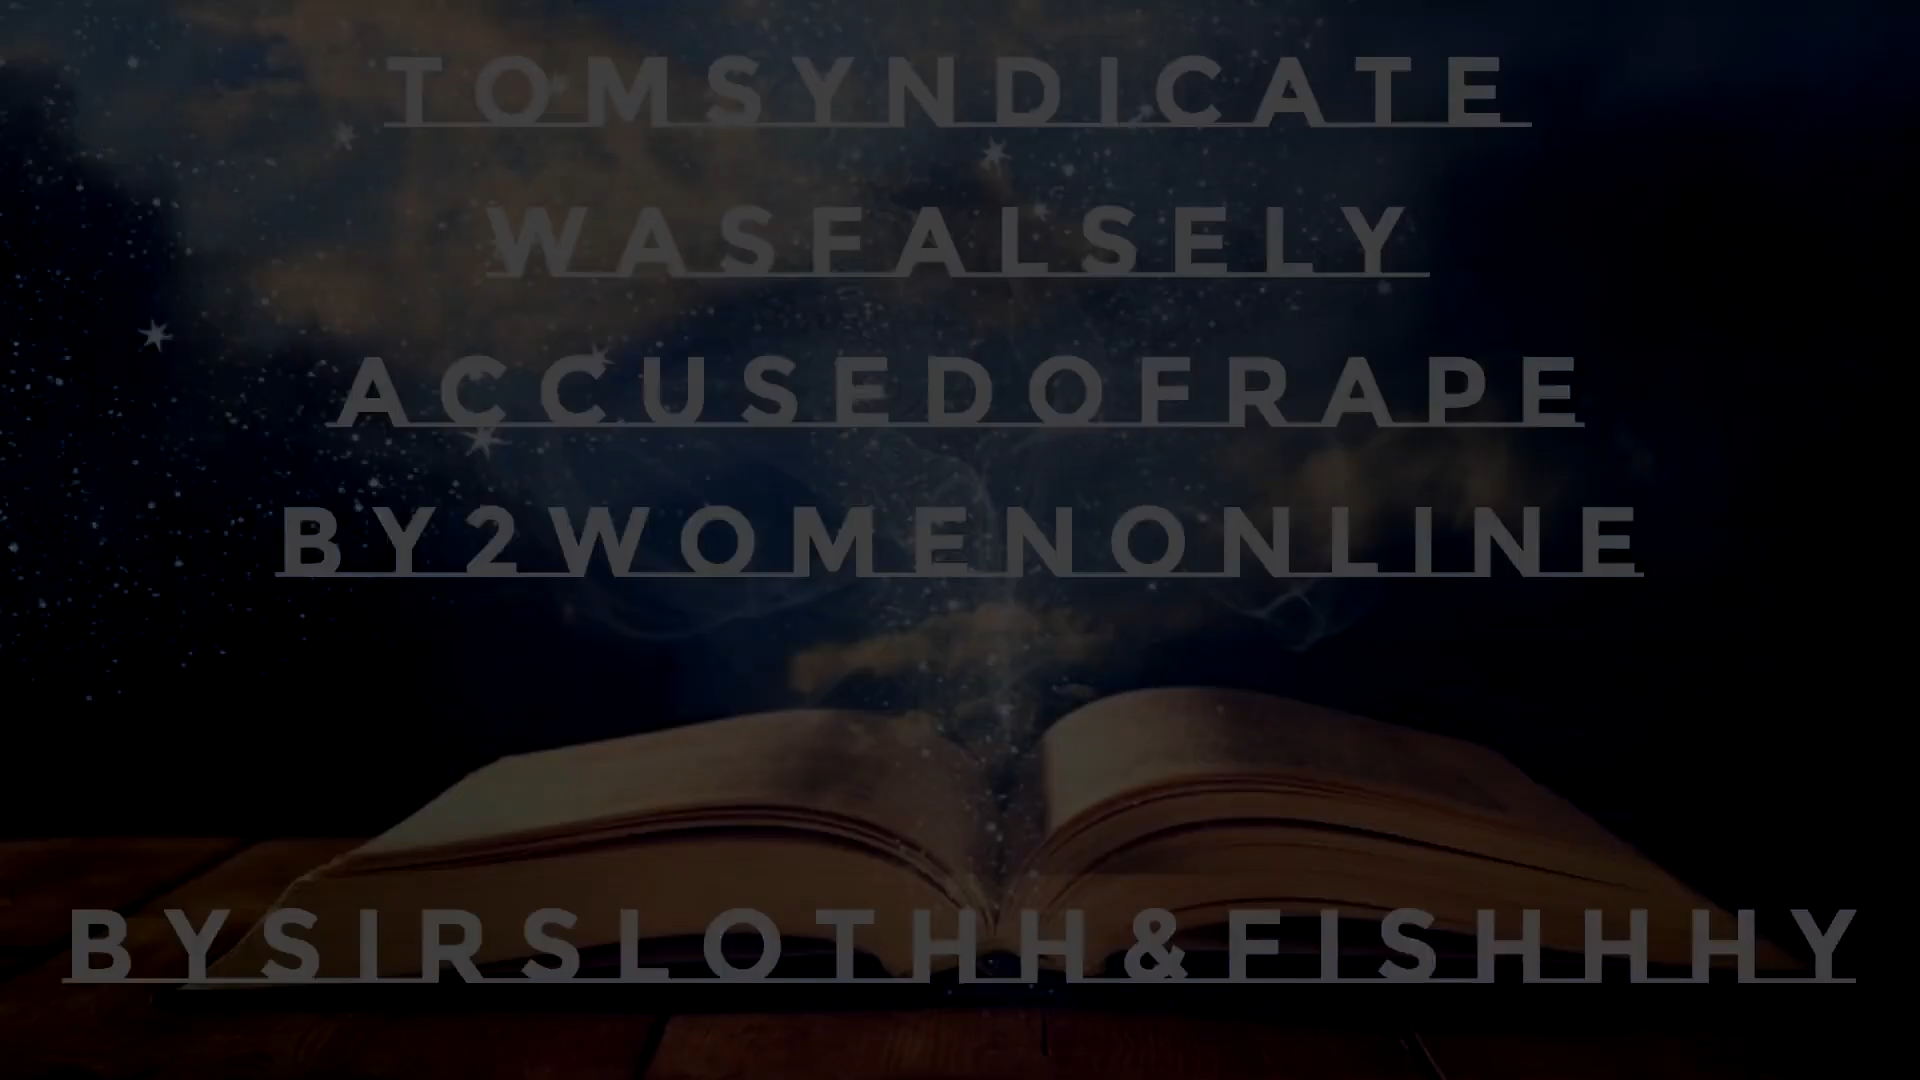 TOMSYNDICATE
WASFALSELY
ACCUSEDOFRAPE
BY2WOMENONLINE
BYSIRSLOTHH&FISHHHY